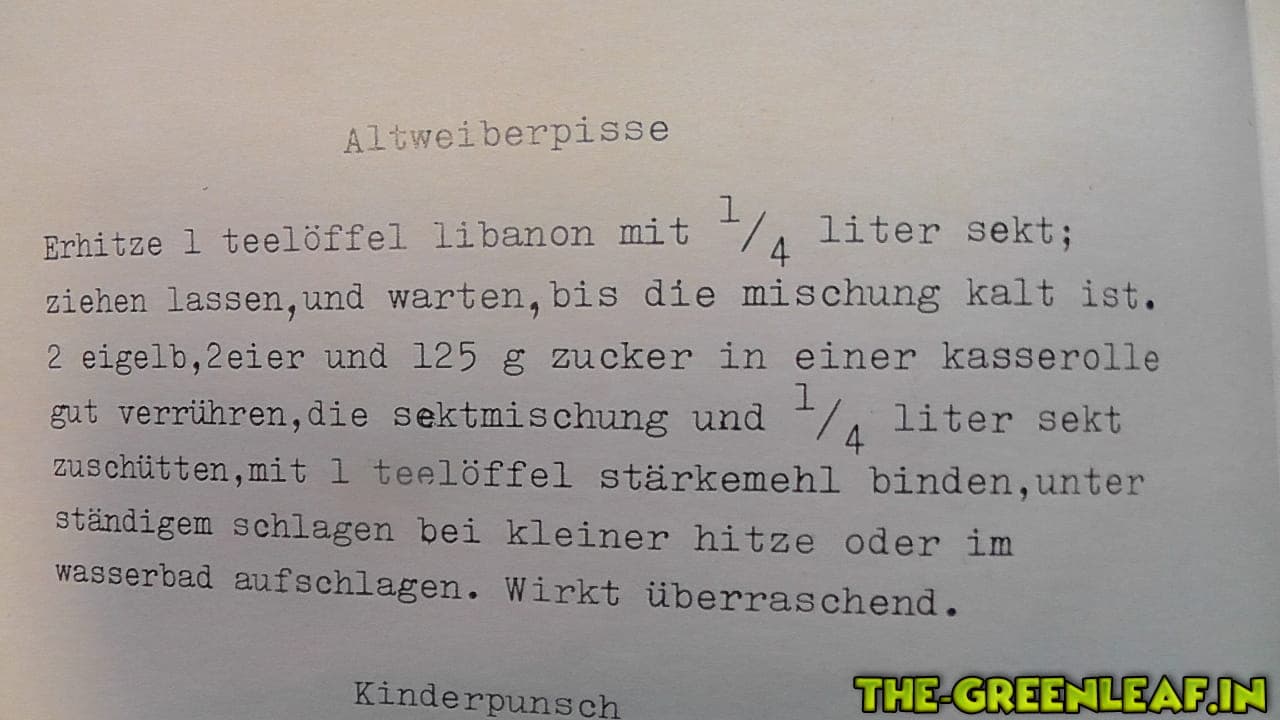 Altweiberpisse
Erhitze 1 teelöffel libanon mit 1/4 liter sekt;
ziehen lassen,und warten,bis die mischung kalt ist.
2 eigelb,2eier und 125 g zucker in einer kasserolle
gut verrühren,die sektmischung und 1/4 liter sekt
zuschütten,mit 1 teelöffel stärkemehl binden,unter
ständigem schlagen bei kleiner hitze oder im
wasserbad aufschlagen. Wirkt überraschend.
Kinderpunsch
THE-GREENLEAF.IN